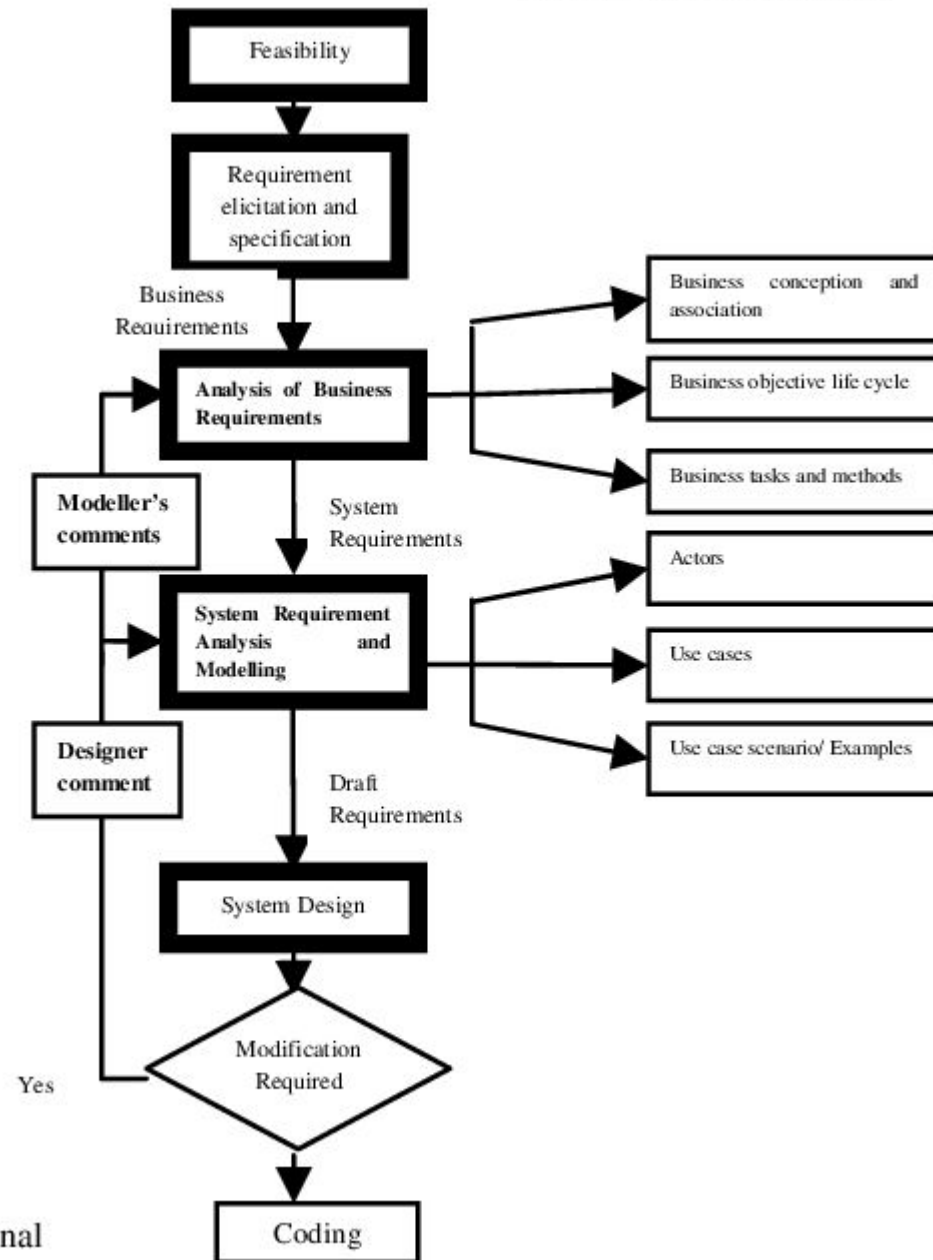 Feasibility
Requirement
elicitation and
specification
Business
Requirements
Business conception and
association
Analysis of Business
Requirements
Business objective life cycle
Business tasks and methods
Modeller's
comments
System
Requirements
Actors
System Requirement
Analysis and
Modelling
Use cases
Use case scenario/ Examples
Designer
comment
Draft
Requirements
System Design
Modification
Required
Yes
Coding
nal